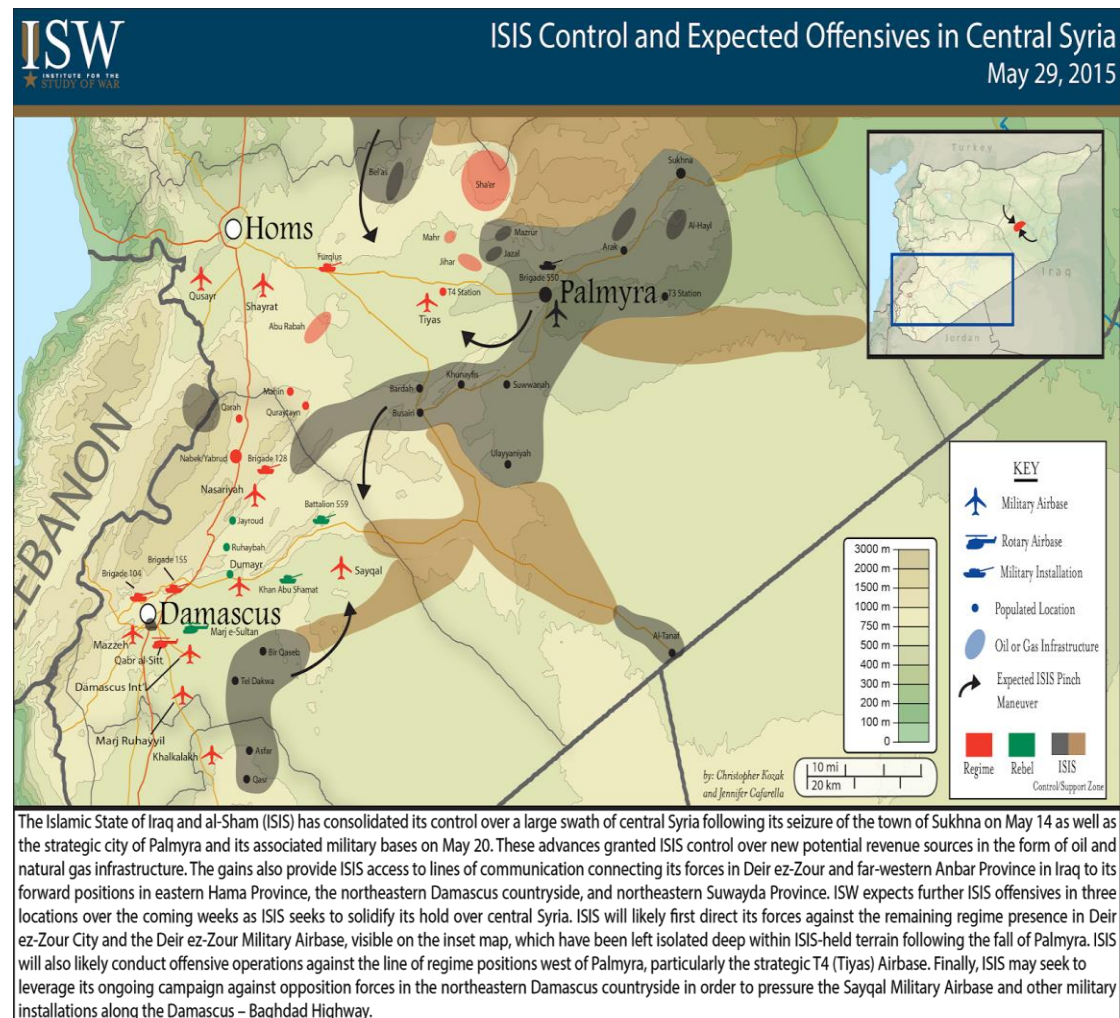 ISW
INSTITUTE FOR THE
STUDY OF WAR
ISIS Control and Expected Offensives in Central Syria
May 29, 2015
Turkey
Iraq
Jordan
Sukhna
Bel'as
Sha'er
Al-Hayl
Homs
Mahr
Mazrur
Arak
Furglus
Jazal
Jihar
Brigade 550
Palmyra
T3 Station
Qusayr
Shayrat
T4 Station
Tiyas
Abu Rabah
Khunayfis
Bardah
Suwwanah
Mahin
Quraytayn
Qarah
Busairi
LEBANON
Nabek/Yabrud
Brigade 128
Ulayyaniyah
Nasariyah
Battalion 559
Jayroud
Ruhaybah
Brigade 155
Dumayr
Brigade 104
Khan Abu Shamat
Sayqal
Damascus
Marj e-Sultan
Mazzeh
Qabr al-Sitt
Bir Qaseb
Al-Tanaf
Damascus Int'
Tel Dakwa
Marj Ruhayyil
Khalkalakh
Asfar
Qasr
KEY
Military Airbase
Rotary Airbase
Military Installation
Populated Location
Oil or Gas Infrastructure
Expected ISIS Pinch
Maneuver
Regime
Rebel
ISIS
Control/Support Zone
3000 m
2000 m
1500 m
1000 m
750 m
500 m
400 m
300 m
200 m
100 m
0
by: Christopher Kozak
and Jennifer Cafarella
10 mi
20 km
The Islamic State of Iraq and al-Sham (ISIS) has consolidated its control over a large swath of central Syria following its seizure of the town of Sukhna on May 14 as well as
the strategic city of Palmyra and its associated military bases on May 20. These advances granted ISIS control over new potential revenue sources in the form of oil and
natural gas infrastructure. The gains also provide ISIS access to lines of communication connecting its forces in Deir ez-Zour and far-western Anbar Province in Iraq to its
forward positions in eastern Hama Province, the northeastern Damascus countryside, and northeastern Suwayda Province. ISW expects further ISIS offensives in three
locations over the coming weeks as ISIS seeks to solidify its hold over central Syria. ISIS will likely first direct its forces against the remaining regime presence in Deir
ez-Zour City and the Deir ez-Zour Military Airbase, visible on the inset map, which have been left isolated deep within ISIS-held terrain following the fall of Palmyra. ISIS
will also likely conduct offensive operations against the line of regime positions west of Palmyra, particularly the strategic T4 (Tiyas) Airbase. Finally, ISIS may seek to
leverage its ongoing campaign against opposition forces in the northeastern Damascus countryside in order to pressure the Sayqal Military Airbase and other military
installations along the Damascus – Baghdad Highway.